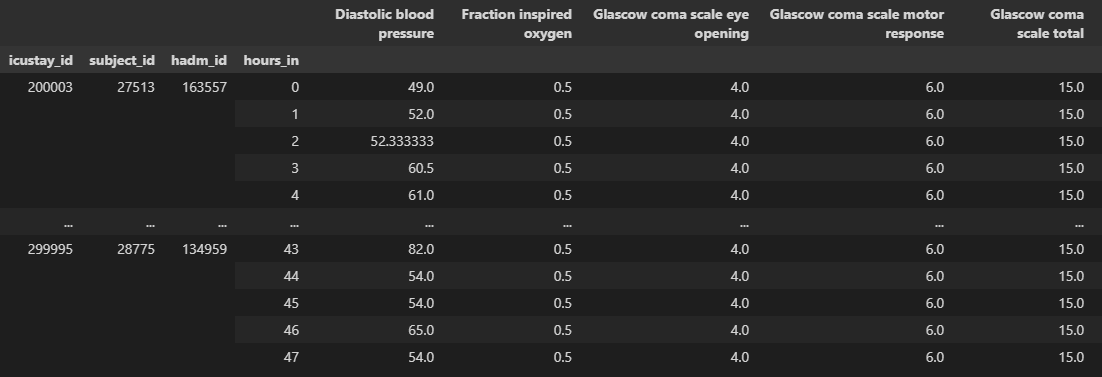 Diastolic blood pressure Fraction inspired oxygen Glascow coma scale eye opening Glascow coma scale motor response Glascow coma scale total
icustay_id subject_id hadm_id hours_in
200003 27513 163557 0 49.0 0.5 4.0 6.0 15.0
1 52.0 0.5 4.0 6.0 15.0
2 52.333333 0.5 4.0 6.0 15.0
3 60.5 0.5 4.0 6.0 15.0
4 61.0 0.5 4.0 6.0 15.0
... ... ... ... ... ... ... ... ...
299995 28775 134959 43 82.0 0.5 4.0 6.0 15.0
44 54.0 0.5 4.0 6.0 15.0
45 54.0 0.5 4.0 6.0 15.0
46 65.0 0.5 4.0 6.0 15.0
47 54.0 0.5 4.0 6.0 15.0